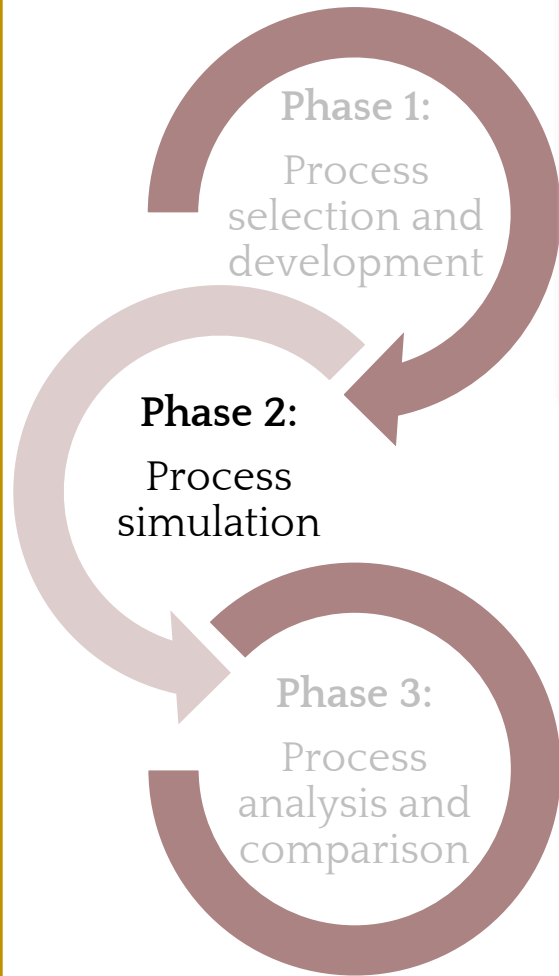 Phase 1:
Process
selection and
development
Phase 2:
Process
simulation
Phase 3:
Process
analysis and
comparison